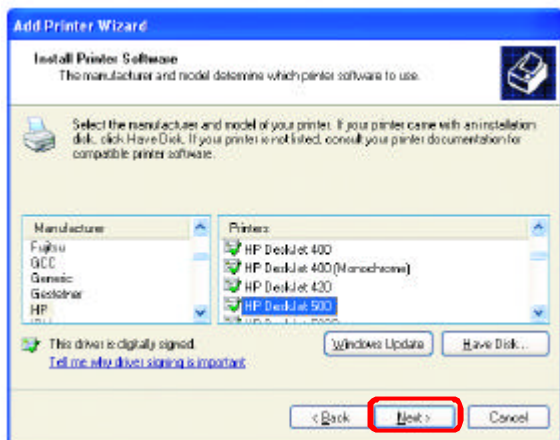 Add Printer Wizard
Install Printer Software
The manufacturer and model determine which printer software to use.
Select the manufacturer and model of your printer. If your printer came with an installation
disk, click Have Disk. If your printer is not listed, consult your printer documentation for
compatible printer software.
Manufacturer
Fujitsu
GCC
Generic
Gestetner
HP
Printers
HP DeskJet 400
HP DeskJet 400 (Monochrome)
HP DeskJet 420
HP DeskJet 500
This driver is digitally signed.
Tell me why driver signing is important
Windows Update
Have Disk...
< Back
Next >
Cancel